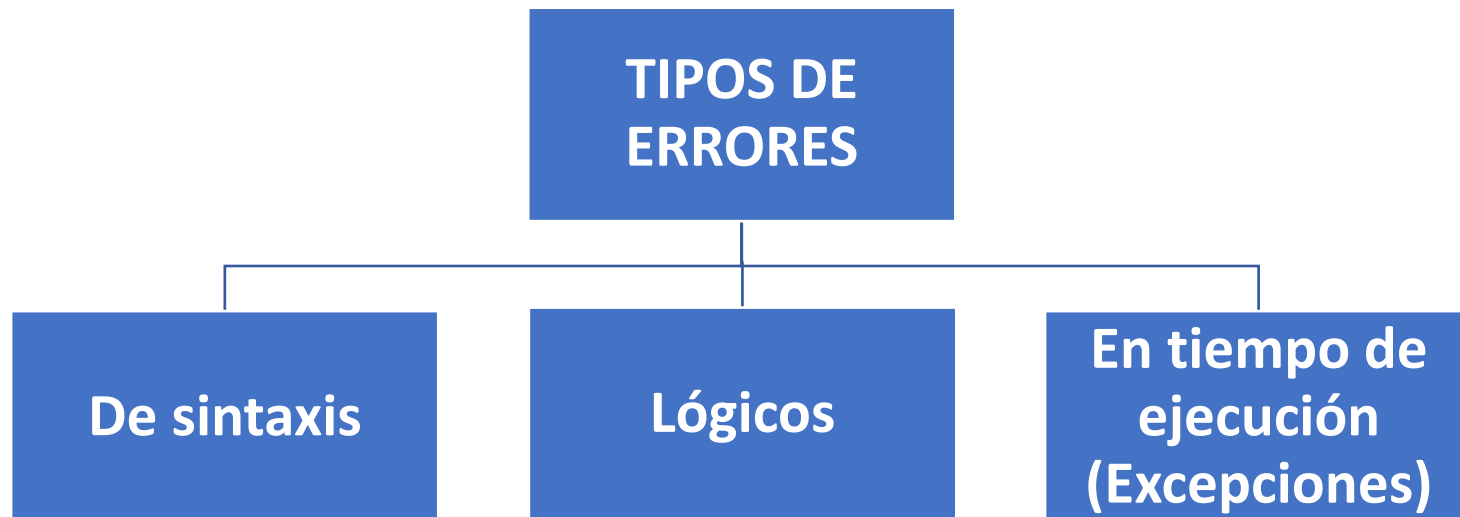 TIPOS DE
ERRORES
De sintaxis
Lógicos
En tiempo de
ejecución
(Excepciones)